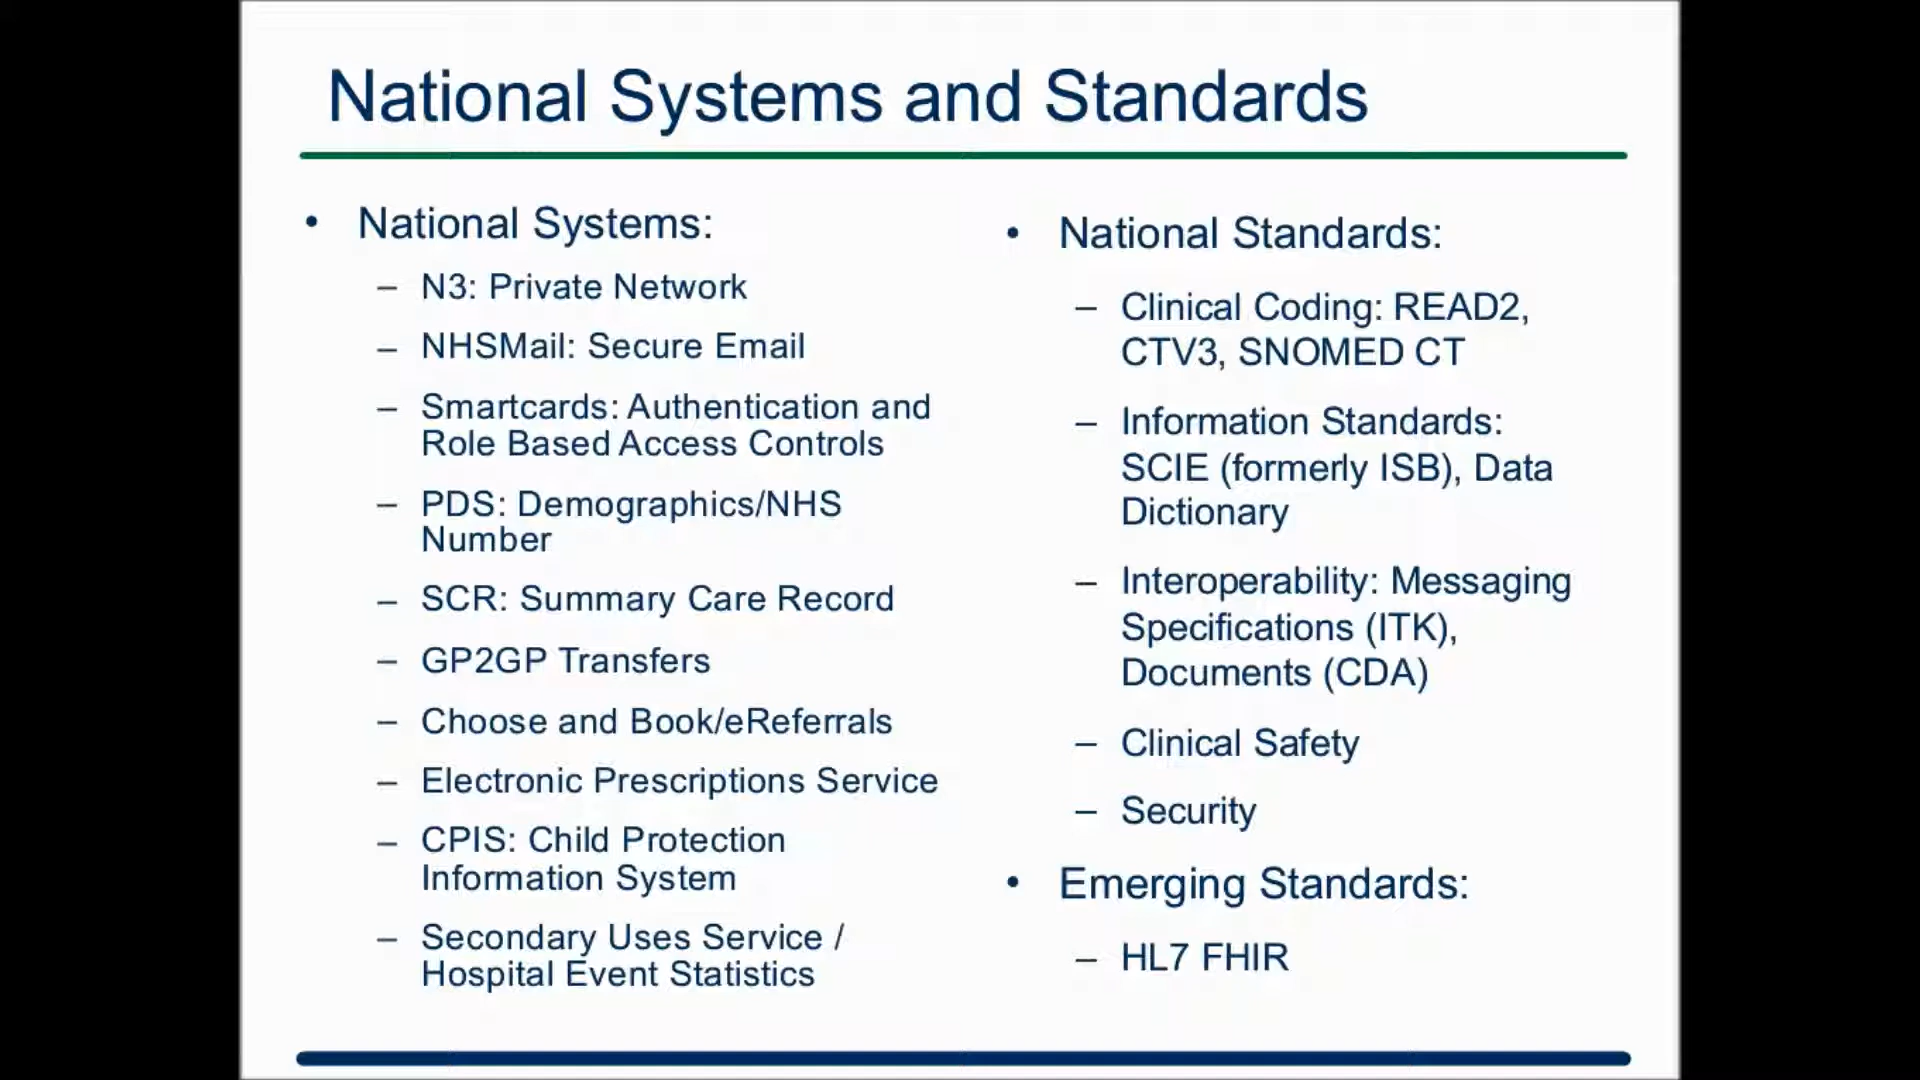 National Systems and Standards
• National Systems:
– N3: Private Network
– NHSMail: Secure Email
– Smartcards: Authentication and
Role Based Access Controls
– PDS: Demographics/NHS
Number
– SCR: Summary Care Record
– GP2GP Transfers
– Choose and Book/eReferrals
– Electronic Prescriptions Service
– CPIS: Child Protection
Information System
– Secondary Uses Service /
Hospital Event Statistics
• National Standards:
– Clinical Coding: READ2,
CTV3, SNOMED CT
– Information Standards:
SCIE (formerly ISB), Data
Dictionary
– Interoperability: Messaging
Specifications (ITK),
Documents (CDA)
– Clinical Safety
– Security
• Emerging Standards:
– HL7 FHIR